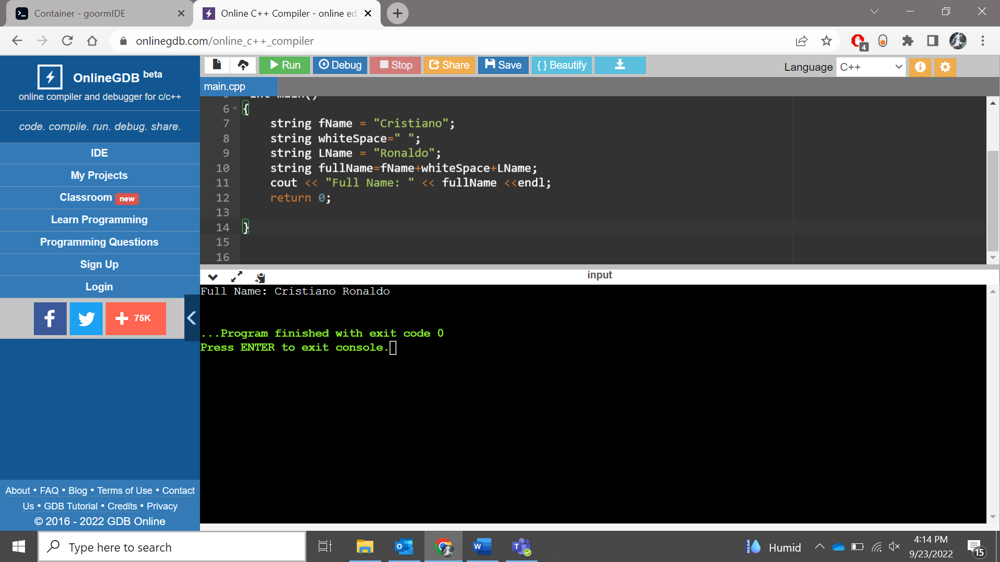 Container - goormIDE
Online C++ Compiler - online ed
onlinegdb.com/online_c++_compiler
4
OnlineGDB beta
online compiler and debugger for c/c++
code. compile. run. debug. share.
IDE
My Projects
Classroom new
Learn Programming
Programming Questions
Sign Up
Login
f
75K
About • FAQ • Blog • Terms of Use • Contact
Us • GDB Tutorial • Credits • Privacy
© 2016 - 2022 GDB Online
Run Debug Stop Share Save { } Beautify
Language C++
main.cpp
5 int main()
6 {
7 string fName = "Cristiano";
8 string whiteSpace=" ";
9 string LName = "Ronaldo";
10 string fullName=fName+whiteSpace+LName;
11 cout << "Full Name: " << fullName <<endl;
12 return 0;
13
14 }
15
16
input
Full Name: Cristiano Ronaldo
...Program finished with exit code 0
Press ENTER to exit console.
Type here to search
Humid
4:14 PM
9/23/2022
15